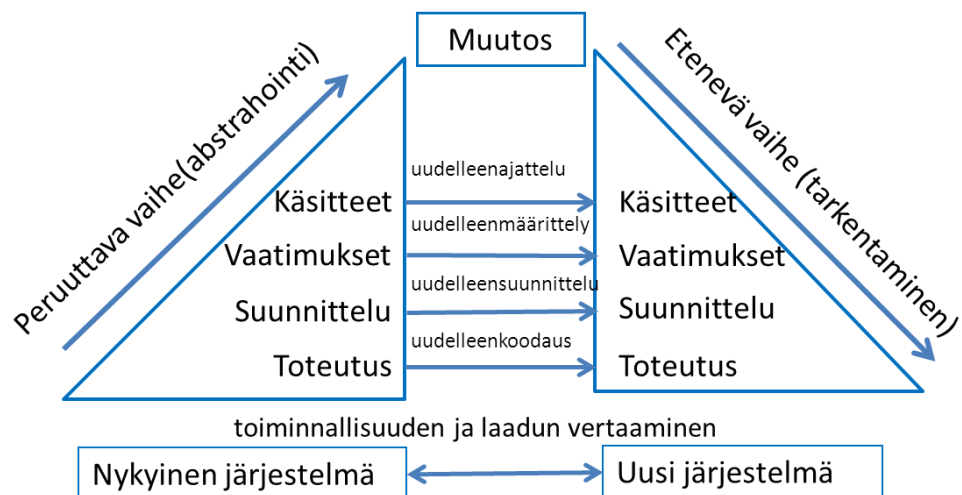 Muutos
Peruuttava vaihe(abstrahointi)
Etenevä vaihe (tarkentaminen)
uudelleenajattelu
Käsitteet
Käsitteet
uudelleenmäärittely
Vaatimukset
Vaatimukset
uudelleensuunnittelu
Suunnittelu
Suunnittelu
uudelleenkoodaus
Toteutus
Toteutus
toiminnallisuuden ja laadun vertaaminen
Nykyinen järjestelmä
Uusi järjestelmä